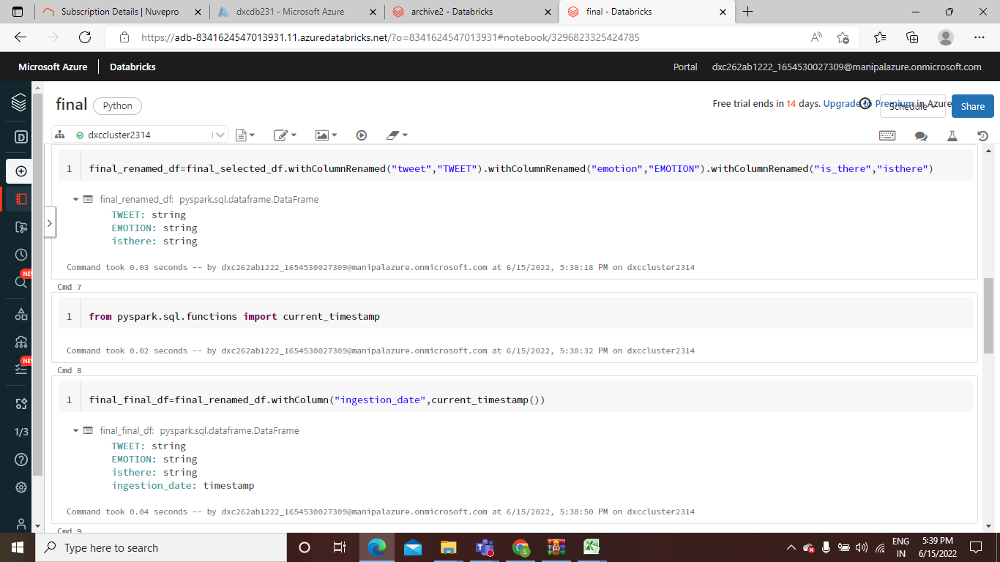 Subscription Details | Nuvepro
dxcdb231 - Microsoft Azure
archive2 - Databricks
final - Databricks
https://adb-8341624547013931.11.azuredatabricks.net/?o=8341624547013931#notebook/3296823325424785
Microsoft Azure
Databricks
Portal
dxc262ab1222_1654530027309@manipalazure.onmicrosoft.com
final
Python
Free trial ends in 14 days. Upgrade to Premium in Azure
Schedule
Share
dxccluster2314
1 final_renamed_df=final_selected_df.withColumnRenamed("tweet","TWEET").withColumnRenamed("emotion","EMOTION").withColumnRenamed("is_there","isthere")
final_renamed_df: pyspark.sql.dataframe.DataFrame
TWEET: string
EMOTION: string
isthere: string
Command took 0.03 seconds -- by dxc262ab1222_1654530027309@manipalazure.onmicrosoft.com at 6/15/2022, 5:38:18 PM on dxccluster2314
Cmd 7
1 from pyspark.sql.functions import current_timestamp
Command took 0.02 seconds -- by dxc262ab1222_1654530027309@manipalazure.onmicrosoft.com at 6/15/2022, 5:38:32 PM on dxccluster2314
Cmd 8
1 final_final_df=final_renamed_df.withColumn("ingestion_date",current_timestamp())
final_final_df: pyspark.sql.dataframe.DataFrame
TWEET: string
EMOTION: string
isthere: string
ingestion_date: timestamp
Command took 0.04 seconds -- by dxc262ab1222_1654530027309@manipalazure.onmicrosoft.com at 6/15/2022, 5:38:50 PM on dxccluster2314
Cmd 9
D
NEW
NEW
1/3
Type here to search
ENG
IN
5:39 PM
6/15/2022